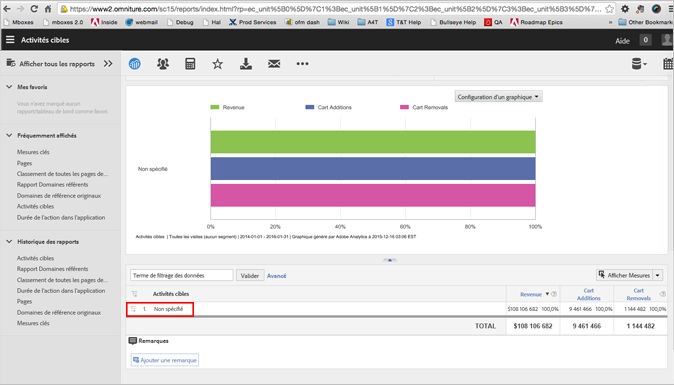 https://www2.omniture.com/sc15/reports/index.html?rp=ec_unit%5B0%5D%7C1%3Bec_unit%5B1%5D%7C2%3Bec_unit%5B2%5D%7C3%3Bec_unit%5B3%5D%7...
Mboxes
mboxes 2.0
Inside
webmail
Debug
Hal
Prod Services
ofm dash
Wiki
A4T
T&T Help
Bullseye Help
QA
Roadmap Epics
»
Other Bookmarks
Activités cibles
Aide
0
Afficher tous les rapports
Mes favoris
Vous n'avez marqué aucun
rapport/tableau de bord comme favori.
Fréquemment affichés
Mesures clés
Pages
Classement de toutes les pages de...
Rapport Domaines référents
Domaines de référence originaux
Activités cibles
Durée de l'action dans l'application
Historique des rapports
Activités cibles
Rapport Domaines référents
Classement de toutes les pages de...
Durée de l'action dans l'application
Pages
Domaines de référence originaux
Mesures clés
Configuration d'un graphique
Revenue
Cart Additions
Cart Removals
Non spécifié
0% 20% 40% 60% 80% 100%
Activités cibles | Toutes les visites (aucun segment) | 2014-01-01 - 2016-01-01 | Graphique généré par Adobe Analytics à 2015-12-16 03:06 EST
Terme de filtrage des données
Valider
Avancé
Afficher Mesures
Activités cibles
Revenue
Cart Additions
Cart Removals
1. Non spécifié $108 106 682 100,0% 9 461 466 100,0% 1 144 482 100,0%
TOTAL $108 106 682 9 461 466 1 144 482
Remarques
Ajouter une remarque